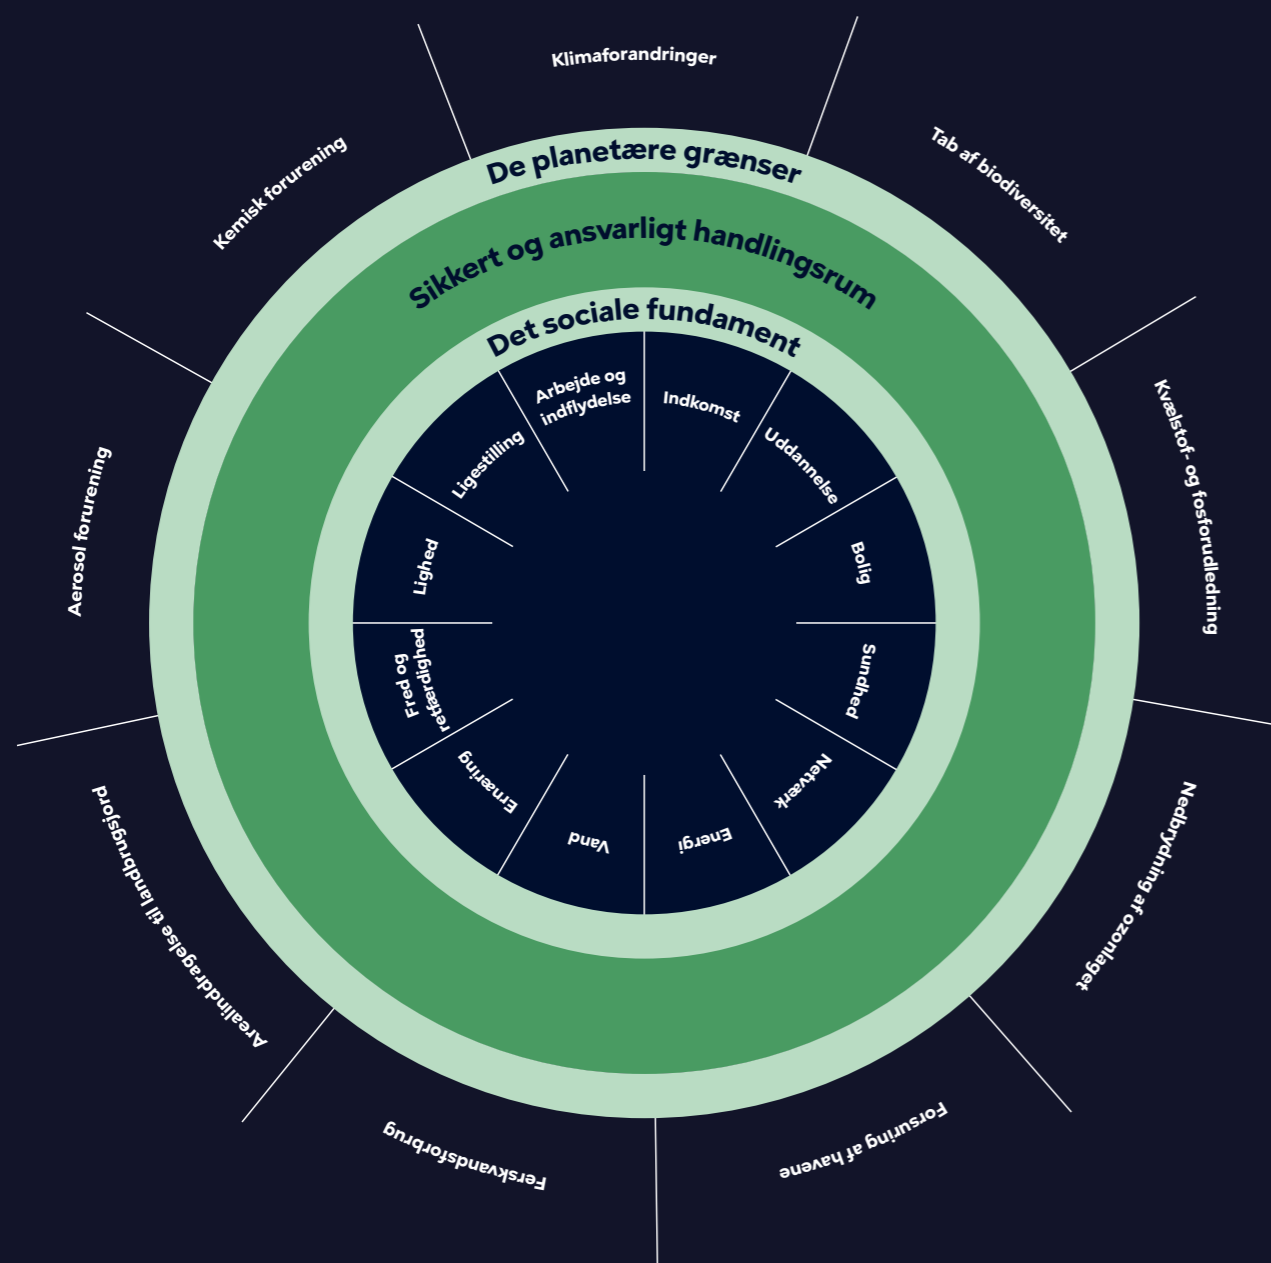 Klimaforandringer
Tab af biodiversitet
Kvælstof- og fosforudledning
Nedbrydning af ozonlaget
Forsuring af havene
Ferskvandsforbrug
Arealinddragelse til landbrugsjord
Aerosol forurening
Kemisk forurening
De planetære grænser
Sikkert og ansvarligt handlingsrum
Det sociale fundament
Arbejde og
indflydelse
Indkomst
Uddannelse
Bolig
Sundhed
Netværk
Energi
Vand
Ernæring
Fred og
retfærdighed
Lighed
Ligestilling